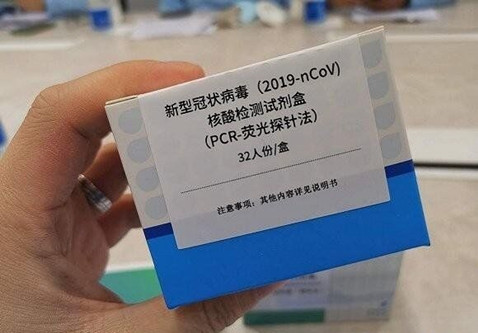 新型冠状病毒（2019-nCoV)
核酸检测试剂盒
（PCR-荧光探针法）
32人份/盒
注意事项：其他内容详见说明书